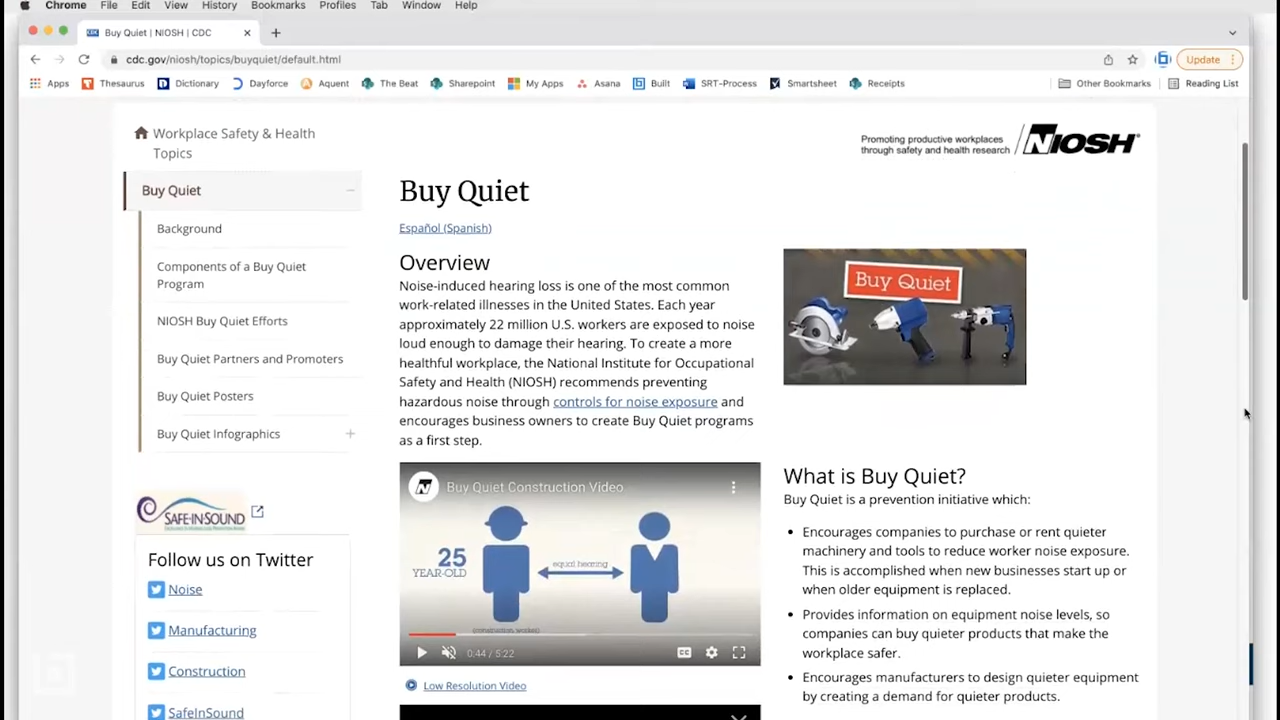 Chrome File Edit View History Bookmarks Profiles Tab Window Help
Buy Quiet | NIOSH | CDC
cdc.gov/niosh/topics/buyquiet/default.html
Update
Apps Thesaurus Dictionary Dayforce Aquent The Beat Sharepoint My Apps Asana Built SRT-Process Smartsheet Receipts Other Bookmarks Reading List
Workplace Safety & Health
Topics
Promoting productive workplaces
through safety and health research
NIOSH
Buy Quiet
Background
Components of a Buy Quiet
Program
NIOSH Buy Quiet Efforts
Buy Quiet Partners and Promoters
Buy Quiet Posters
Buy Quiet Infographics
SAFE-IN-SOUND
Follow us on Twitter
Noise
Manufacturing
Construction
SafeInSound
Buy Quiet
Español (Spanish)
Overview
Noise-induced hearing loss is one of the most common
work-related illnesses in the United States. Each year
approximately 22 million U.S. workers are exposed to noise
loud enough to damage their hearing. To create a more
healthful workplace, the National Institute for Occupational
Safety and Health (NIOSH) recommends preventing
hazardous noise through controls for noise exposure and
encourages business owners to create Buy Quiet programs
as a first step.
Buy Quiet
Buy Quiet Construction Video
25
YEAR-OLD
equal hearing
0:44 / 5:22
CC
Low Resolution Video
What is Buy Quiet?
Buy Quiet is a prevention initiative which:
Encourages companies to purchase or rent quieter
machinery and tools to reduce worker noise exposure.
This is accomplished when new businesses start up or
when older equipment is replaced.
Provides information on equipment noise levels, so
companies can buy quieter products that make the
workplace safer.
Encourages manufacturers to design quieter equipment
by creating a demand for quieter products.